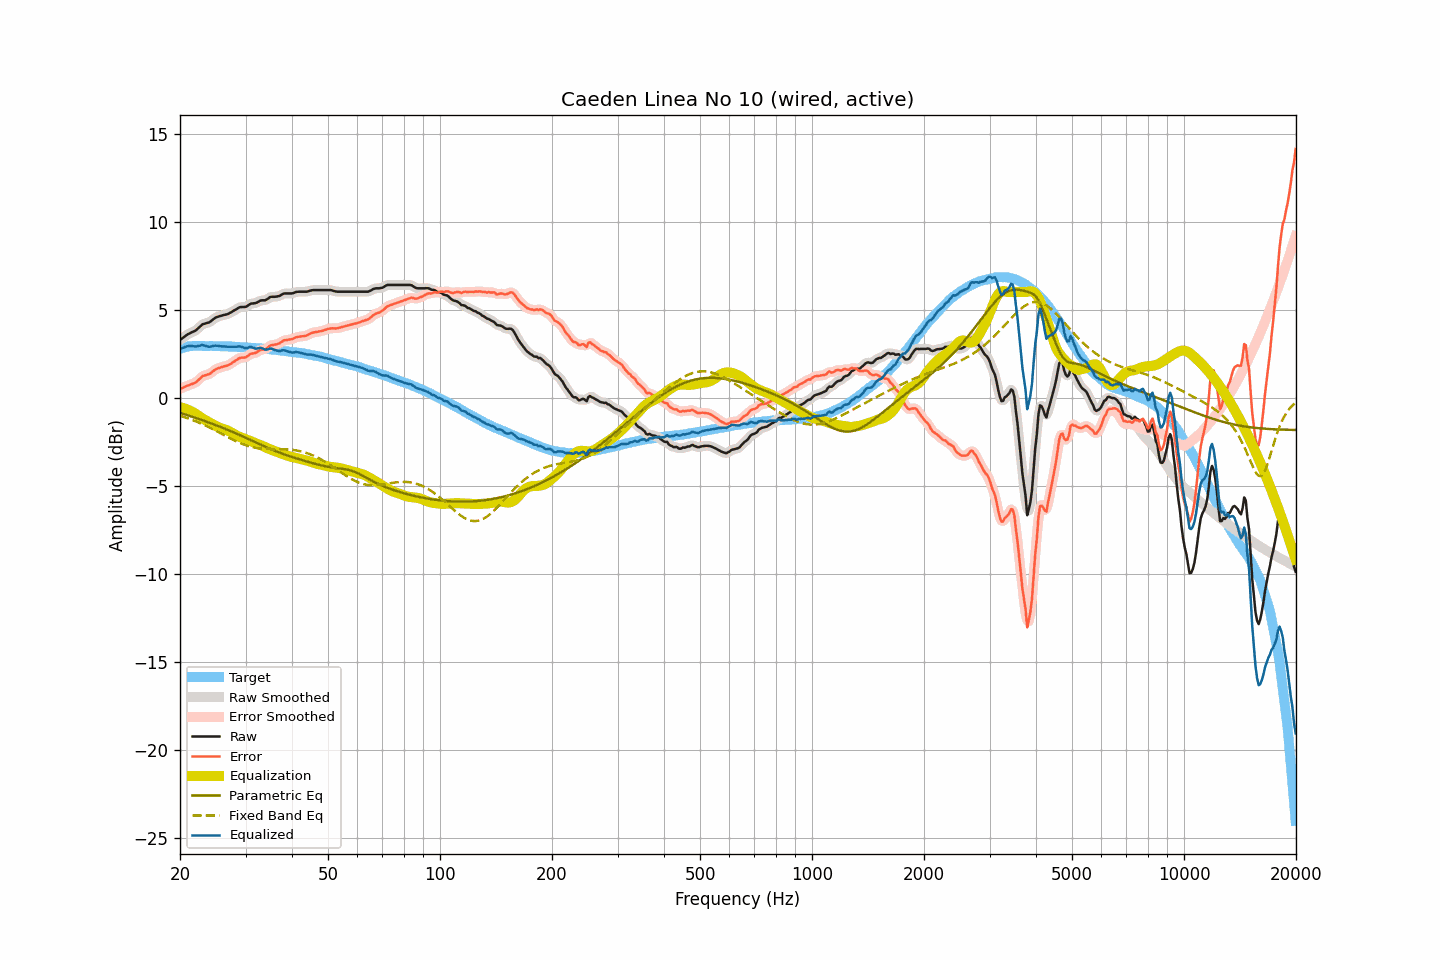 Caeden Linea No 10 (wired, active)
15
10
5
0
−5
−10
−15
−20
−25
Amplitude (dBr)
Target
Raw Smoothed
Error Smoothed
Raw
Error
Equalization
Parametric Eq
Fixed Band Eq
Equalized
20 50 100 200 500 1000 2000 5000 10000 20000
Frequency (Hz)